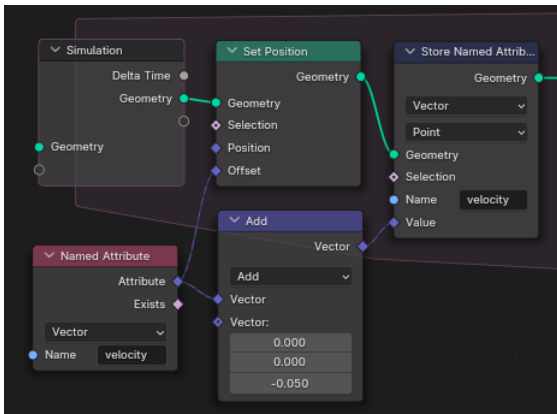 Simulation
Delta Time
Geometry
Geometry
Set Position
Geometry
Geometry
Selection
Position
Offset
Store Named Attrib...
Geometry
Vector
Point
Geometry
Selection
Name velocity
Value
Named Attribute
Attribute
Exists
Vector
Name velocity
Add
Vector
Add
Vector
Vector:
0.000
0.000
-0.050